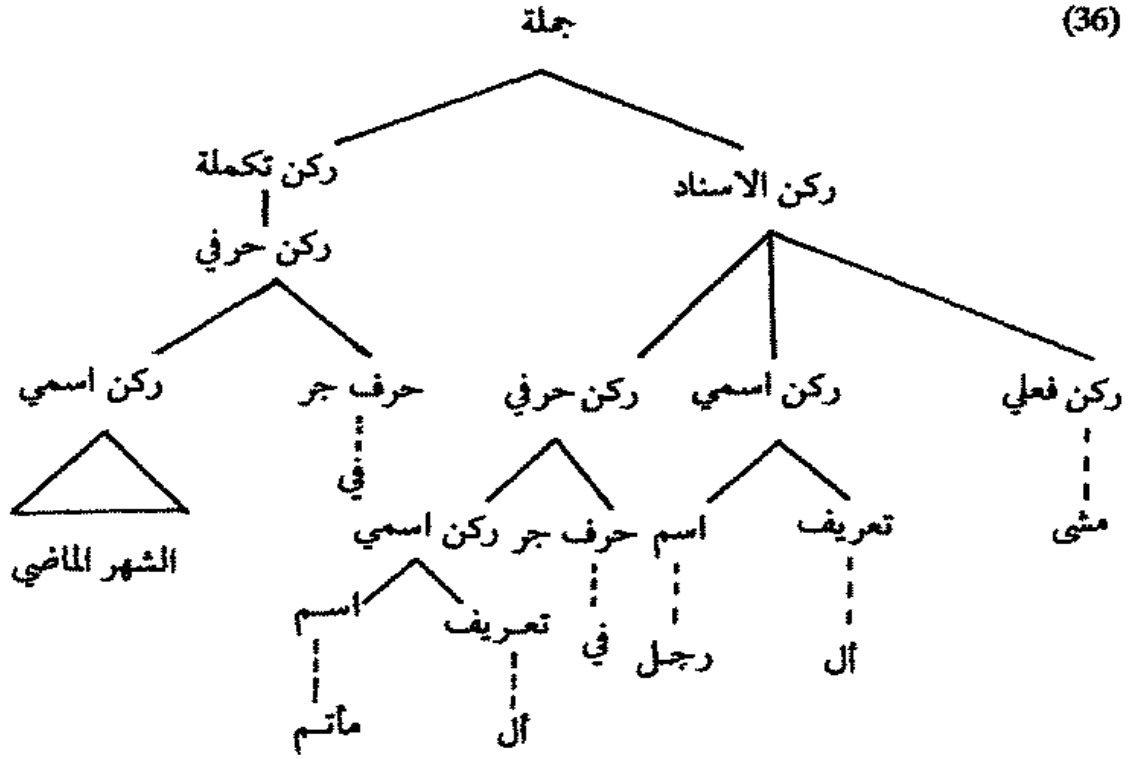 (36)
جملة
ركن الاسناد ركن تكملة
ركن حرفي
ركن فعلي ركن اسمي ركن حرفي حرف جر ركن اسمي
في
مشى تعريف اسم حرف جر ركن اسمي الشهر الماضي
أل رجل في تعريف اسم
أل مأتم